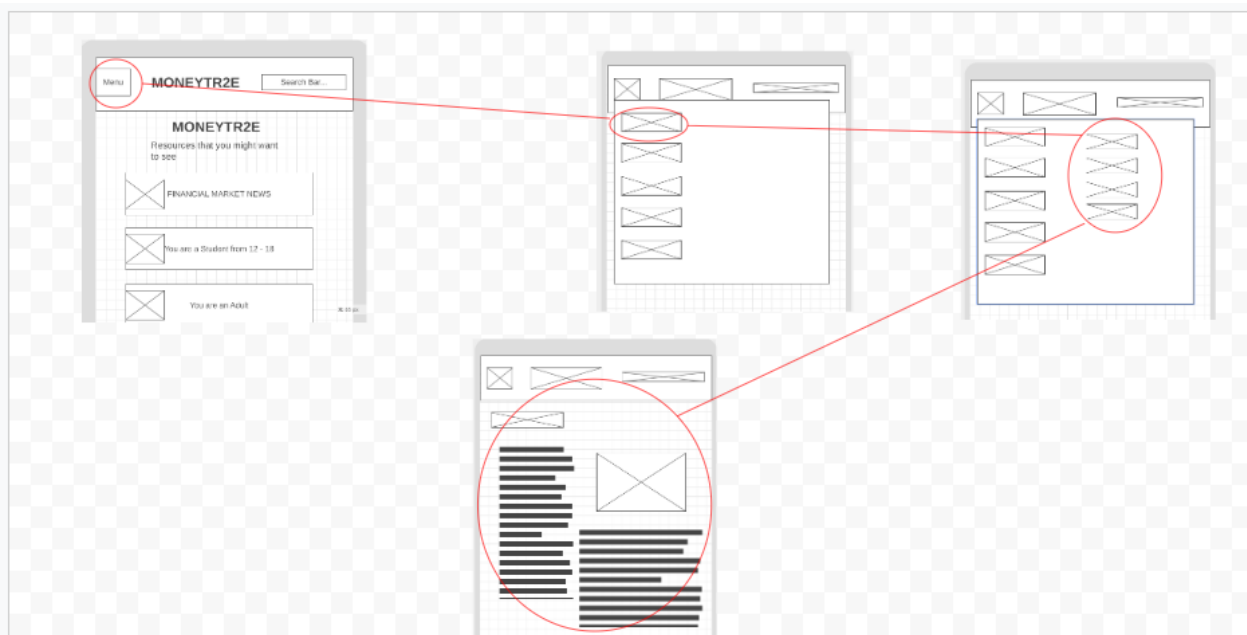 Menu
MONEYTR2E
Search Bar...
MONEYTR2E
Resources that you might want
to see
FINANCIAL MARKET NEWS
You are a Student from 12 - 18
You are an Adult